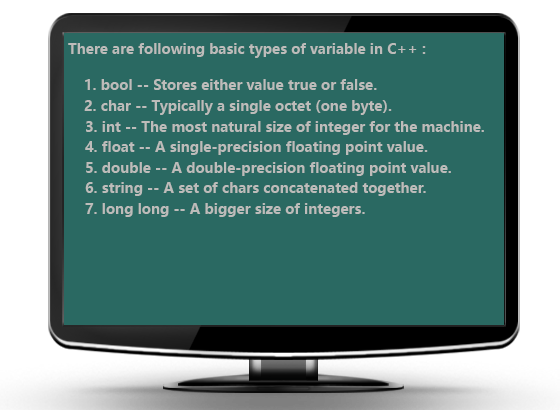 There are following basic types of variable in C++ :
1. bool -- Stores either value true or false.
2. char -- Typically a single octet (one byte).
3. int -- The most natural size of integer for the machine.
4. float -- A single-precision floating point value.
5. double -- A double-precision floating point value.
6. string -- A set of chars concatenated together.
7. long long -- A bigger size of integers.